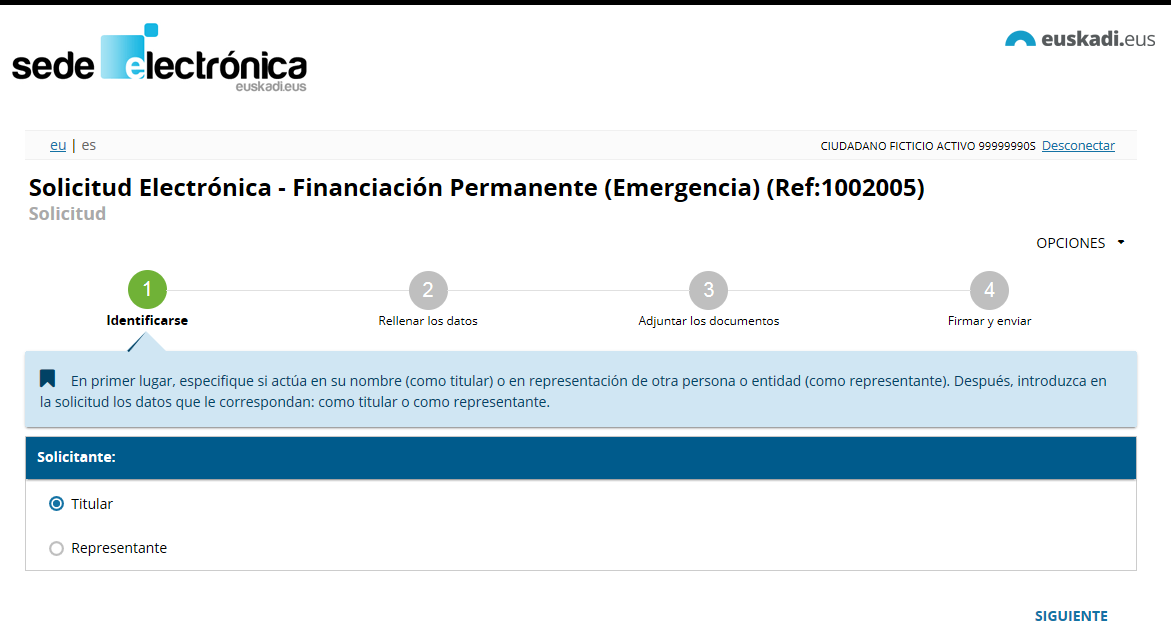 sede electrónica
euskadi.eus
euskadi.eus
eu | es
CIUDADANO FICTICIO ACTIVO 99999990S Desconectar
Solicitud Electrónica - Financiación Permanente (Emergencia) (Ref:1002005)
Solicitud
OPCIONES
1 2 3 4
Identificarse Rellenar los datos Adjuntar los documentos Firmar y enviar
En primer lugar, especifique si actúa en su nombre (como titular) o en representación de otra persona o entidad (como representante). Después, introduzca en
la solicitud los datos que le correspondan: como titular o como representante.
Solicitante:
Titular
Representante
SIGUIENTE